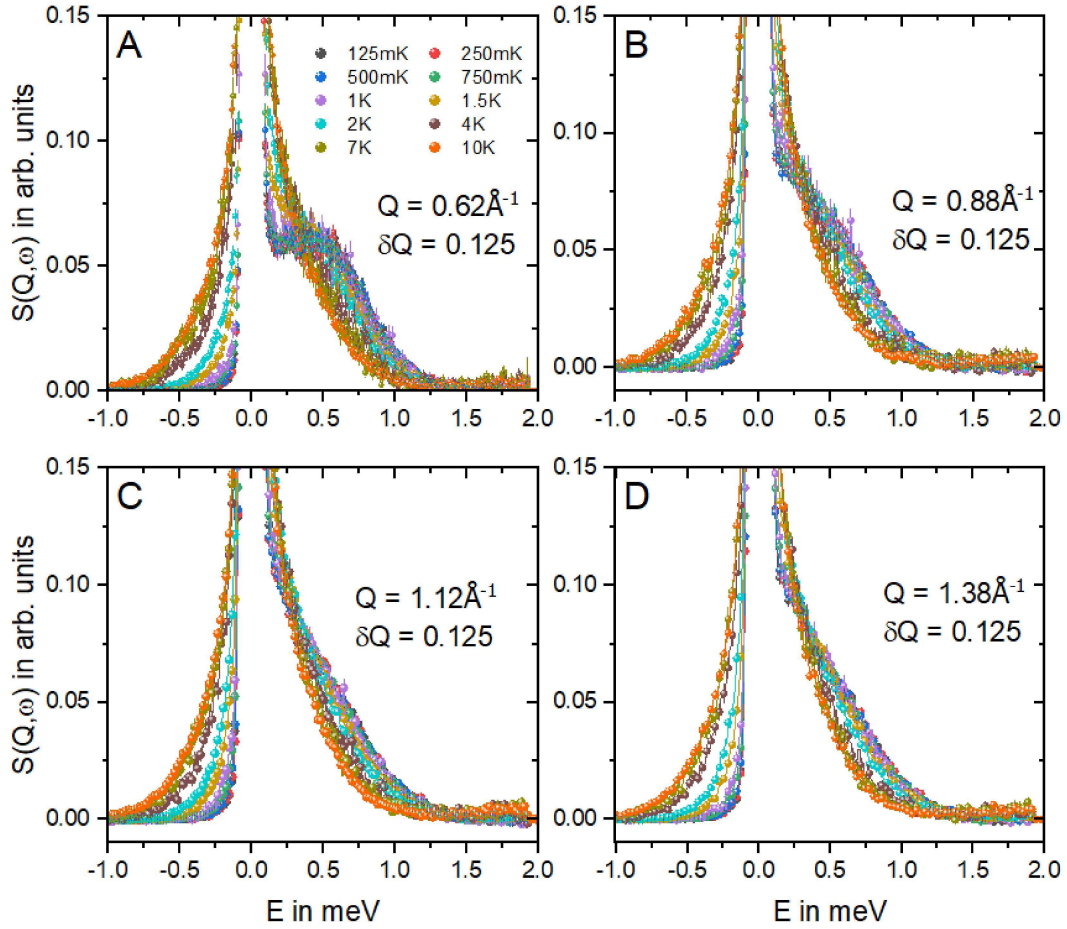 A
0.15
0.10
0.05
0.00
S(Q,ω) in arb. units
125mK 250mK
500mK 750mK
1K 1.5K
2K 4K
7K 10K
Q = 0.62Å⁻¹
δQ = 0.125
-1.0 -0.5 0.0 0.5 1.0 1.5 2.0
B
0.15
0.10
0.05
0.00
Q = 0.88Å⁻¹
δQ = 0.125
-1.0 -0.5 0.0 0.5 1.0 1.5 2.0
C
0.15
0.10
0.05
0.00
S(Q,ω) in arb. units
Q = 1.12Å⁻¹
δQ = 0.125
-1.0 -0.5 0.0 0.5 1.0 1.5 2.0
E in meV
D
0.15
0.10
0.05
0.00
Q = 1.38Å⁻¹
δQ = 0.125
-1.0 -0.5 0.0 0.5 1.0 1.5 2.0
E in meV